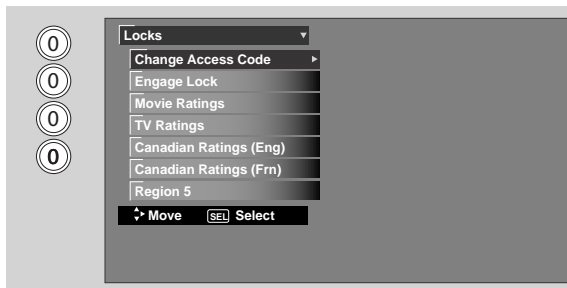 0
0
0
0
Locks
Change Access Code
Engage Lock
Movie Ratings
TV Ratings
Canadian Ratings (Eng)
Canadian Ratings (Frn)
Region 5
Move SEL Select